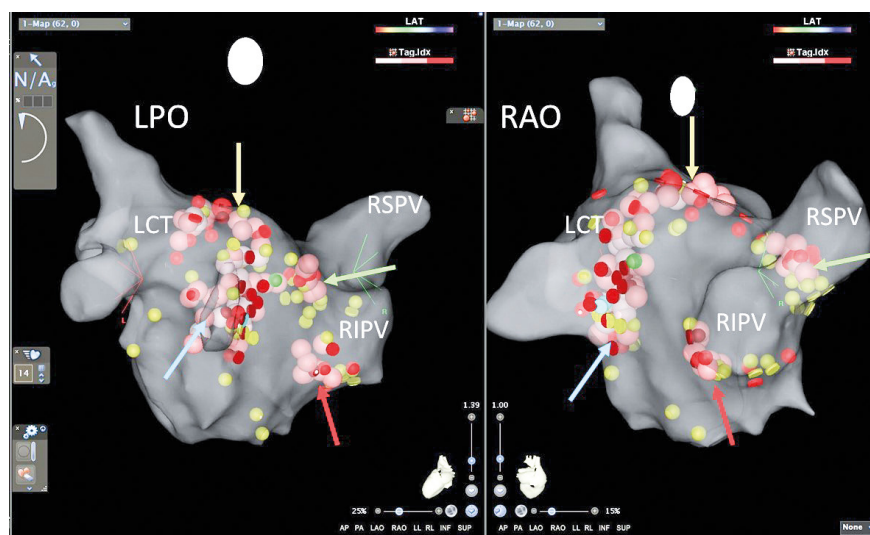 1-Map (62, 0)
LAT
Tag.Idx
N/A
LPO
LCT
RSPV
RIPV
L
R
14
1.39
25%
AP PA LAO RAO LL RL INF SUP
1-Map (62, 0)
LAT
Tag.Idx
RAO
LCT
RSPV
RIPV
R
1.00
15%
AP PA LAO RAO LL RL INF SUP
None